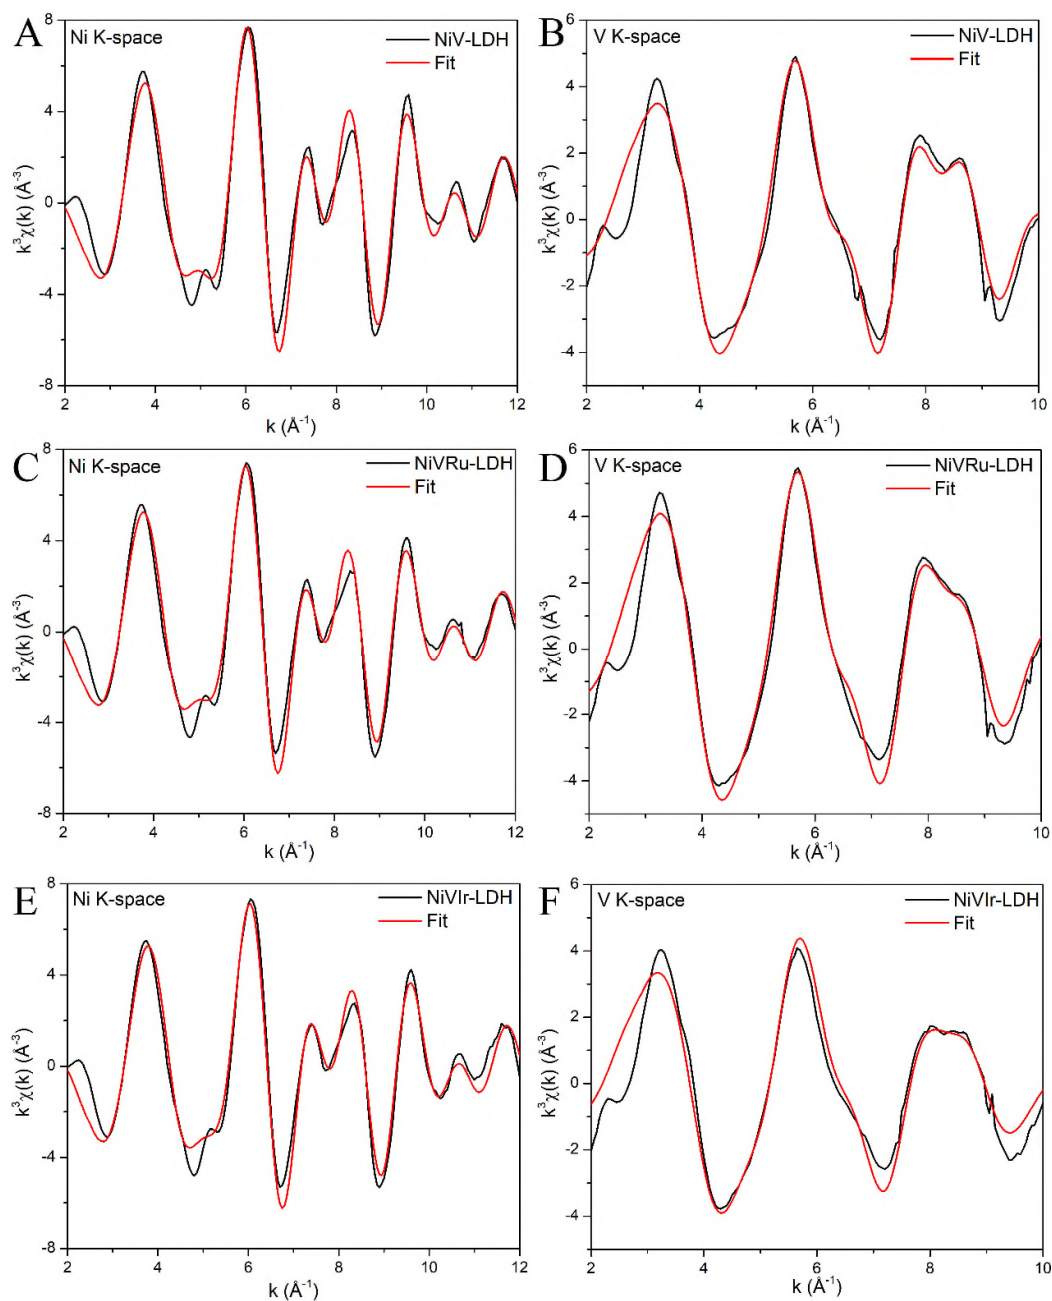 A
Ni K-space
NiV-LDH
Fit
8
4
0
-4
-8
k³χ(k) (Å⁻³)
2 4 6 8 10 12
k (Å⁻¹)
B
V K-space
NiV-LDH
Fit
6
4
2
0
-2
-4
k³χ(k) (Å⁻³)
2 4 6 8 10
k (Å⁻¹)
C
Ni K-space
NiVRu-LDH
Fit
8
4
0
-4
-8
k³χ(k) (Å⁻³)
2 4 6 8 10 12
k (Å⁻¹)
D
V K-space
NiVRu-LDH
Fit
6
4
2
0
-2
-4
k³χ(k) (Å⁻³)
2 4 6 8 10
k (Å⁻¹)
E
Ni K-space
NiVIr-LDH
Fit
8
4
0
-4
-8
k³χ(k) (Å⁻³)
2 4 6 8 10 12
k (Å⁻¹)
F
V K-space
NiVIr-LDH
Fit
6
4
2
0
-2
-4
k³χ(k) (Å⁻³)
2 4 6 8 10
k (Å⁻¹)